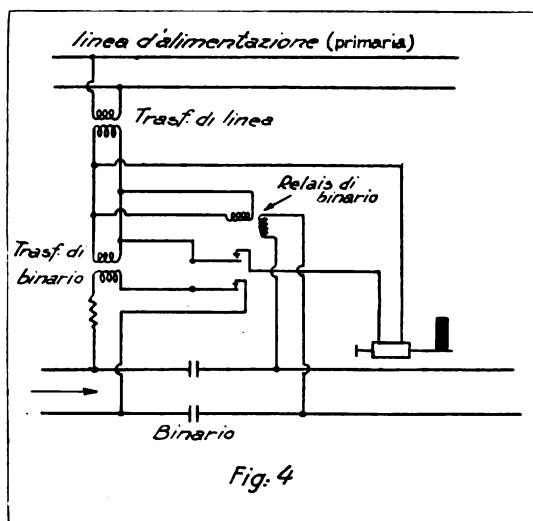 linea d'alimentazione (primaria)
Trasf. di linea
Relais di
binario
Trasf. di
binario
Binario
Fig: 4